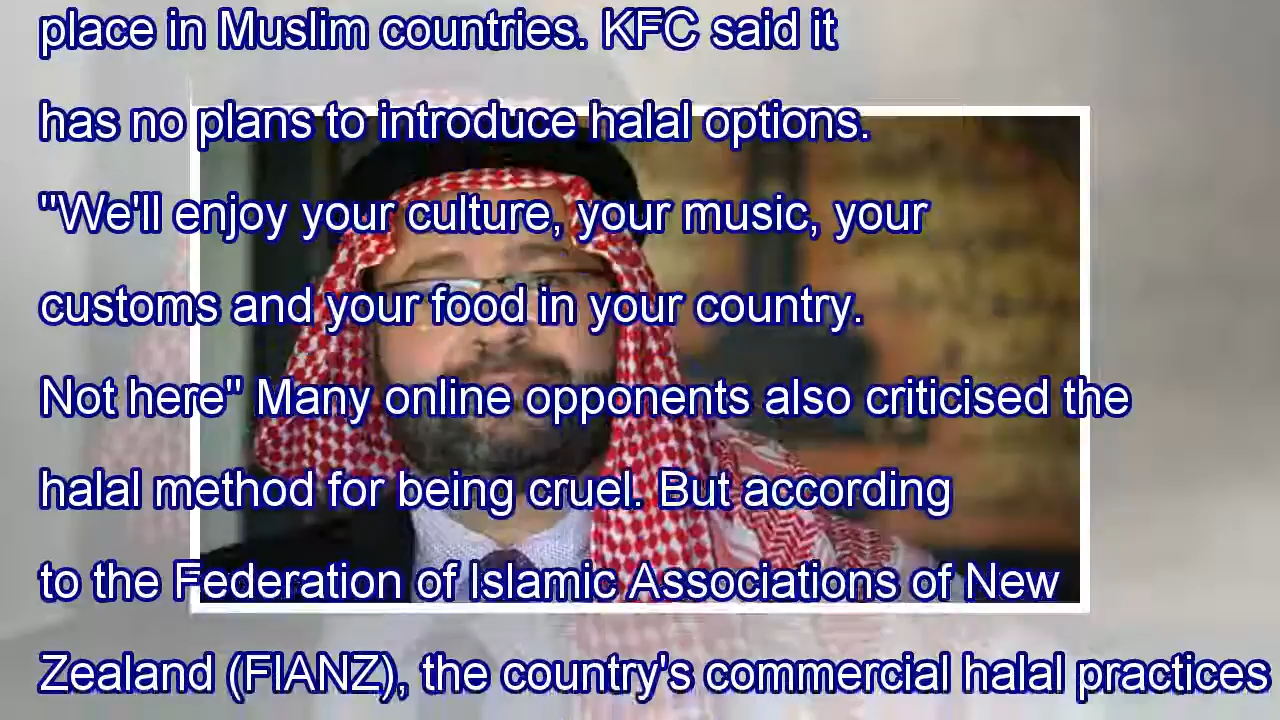 place in Muslim countries. KFC said it
has no plans to introduce halal options.
"We'll enjoy your culture, your music, your
customs and your food in your country.
Not here" Many online opponents also criticised the
halal method for being cruel. But according
to the Federation of Islamic Associations of New
Zealand (FIANZ), the country's commercial halal practices